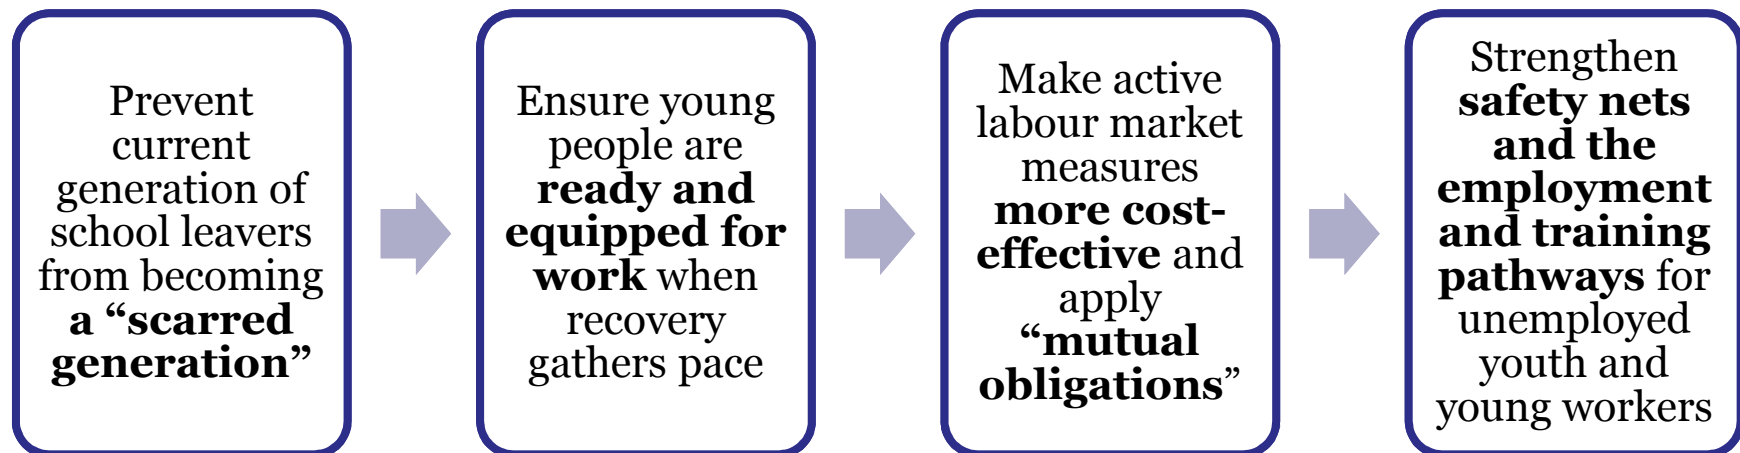 Prevent
current
generation of
school leavers
from becoming
a “scarred
generation”
Ensure young
people are
ready and
equipped for
work when
recovery
gathers pace
Make active
labour market
measures
more cost-
effective and
apply
“mutual
obligations”
Strengthen
safety nets
and the
employment
and training
pathways for
unemployed
youth and
young workers